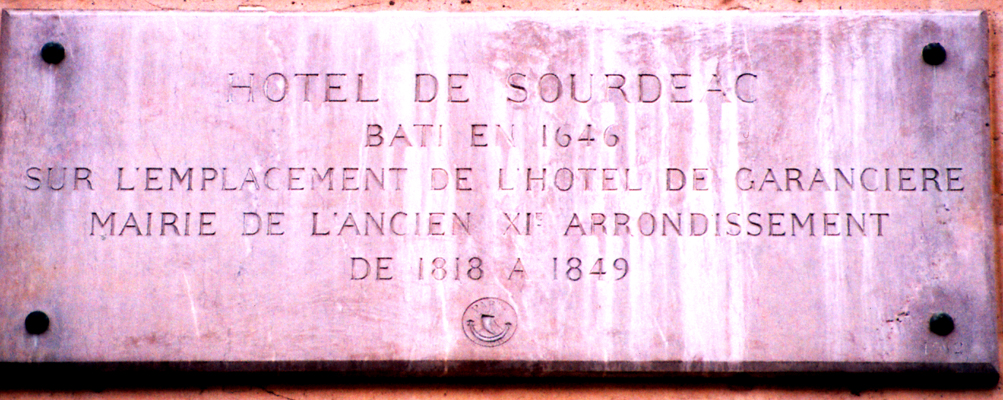 HOTEL DE SOURDEAC
BATI EN 1646
SUR L'EMPLACEMENT DE L'HOTEL DE GARANCIERE
MAIRIE DE L'ANCIEN XIE ARRONDISSEMENT
DE 1818 A 1849